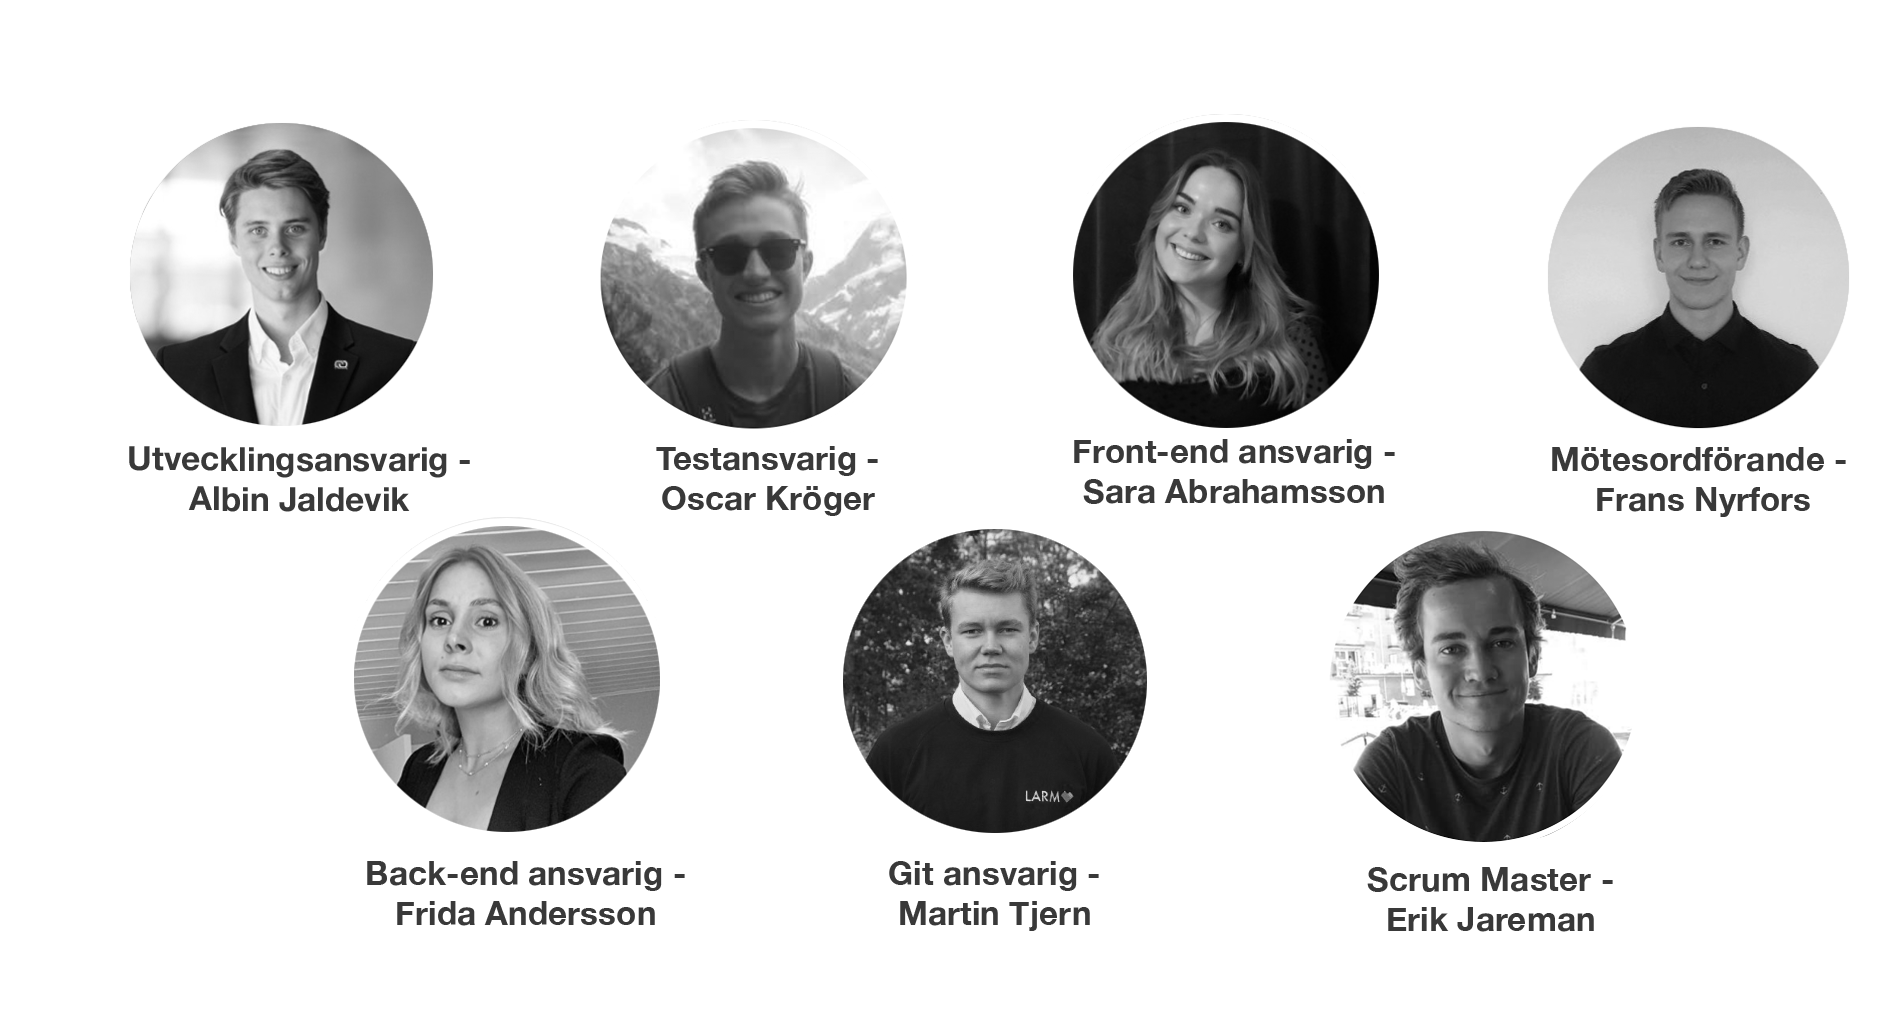 Utvecklingsansvarig -
Albin Jaldevik
Testansvarig -
Oscar Kröger
Front-end ansvarig -
Sara Abrahamsson
Mötesordförande -
Frans Nyrfors
LARM
Back-end ansvarig -
Frida Andersson
Git ansvarig -
Martin Tjern
Scrum Master -
Erik Jareman